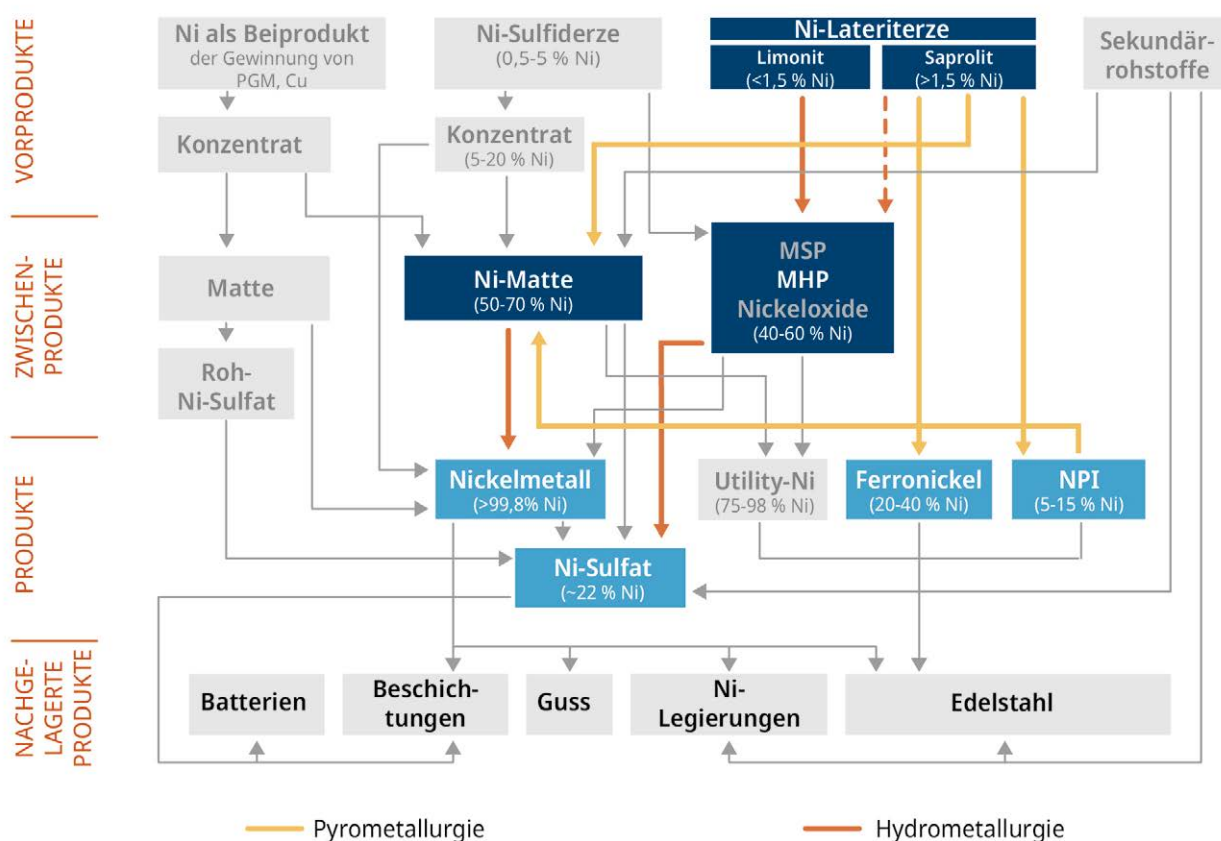 VORPRODUKTE
Ni als Beiprodukt
der Gewinnung von
PGM, Cu
Ni-Sulfiderze
(0,5-5 % Ni)
Ni-Lateriterze
Limonit
(<1,5 % Ni)
Saprolit
(>1,5 % Ni)
Sekundär-
rohstoffe
Konzentrat
Konzentrat
(5-20 % Ni)
ZWISCHEN-
PRODUKTE
Matte
Ni-Matte
(50-70 % Ni)
MSP
MHP
Nickeloxide
(40-60 % Ni)
Roh-
Ni-Sulfat
PRODUKTE
Nickelmetall
(>99,8% Ni)
Utility-Ni
(75-98 % Ni)
Ferronickel
(20-40 % Ni)
NPI
(5-15 % Ni)
Ni-Sulfat
(~22 % Ni)
NACHGE-
LAGERTE
PRODUKTE
Batterien
Beschich-
tungen
Guss
Ni-
Legierungen
Edelstahl
Pyrometallurgie
Hydrometallurgie